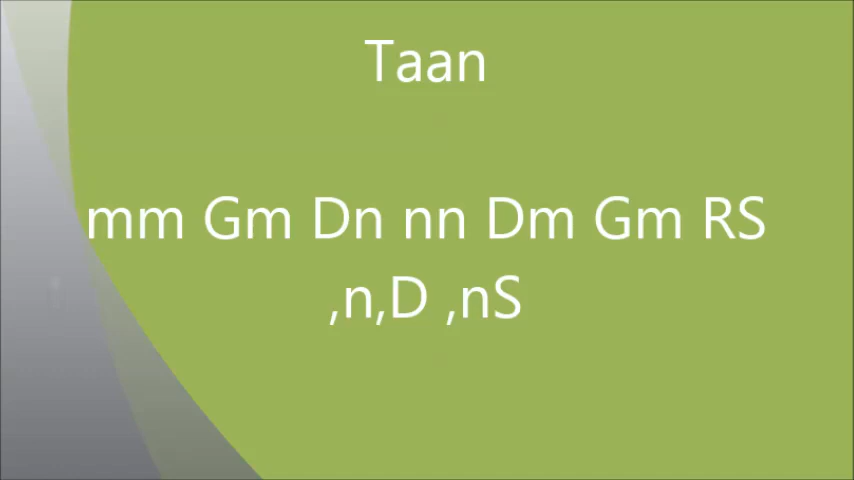 Taan
mm Gm Dn nn Dm Gm RS
,n,D ,nS